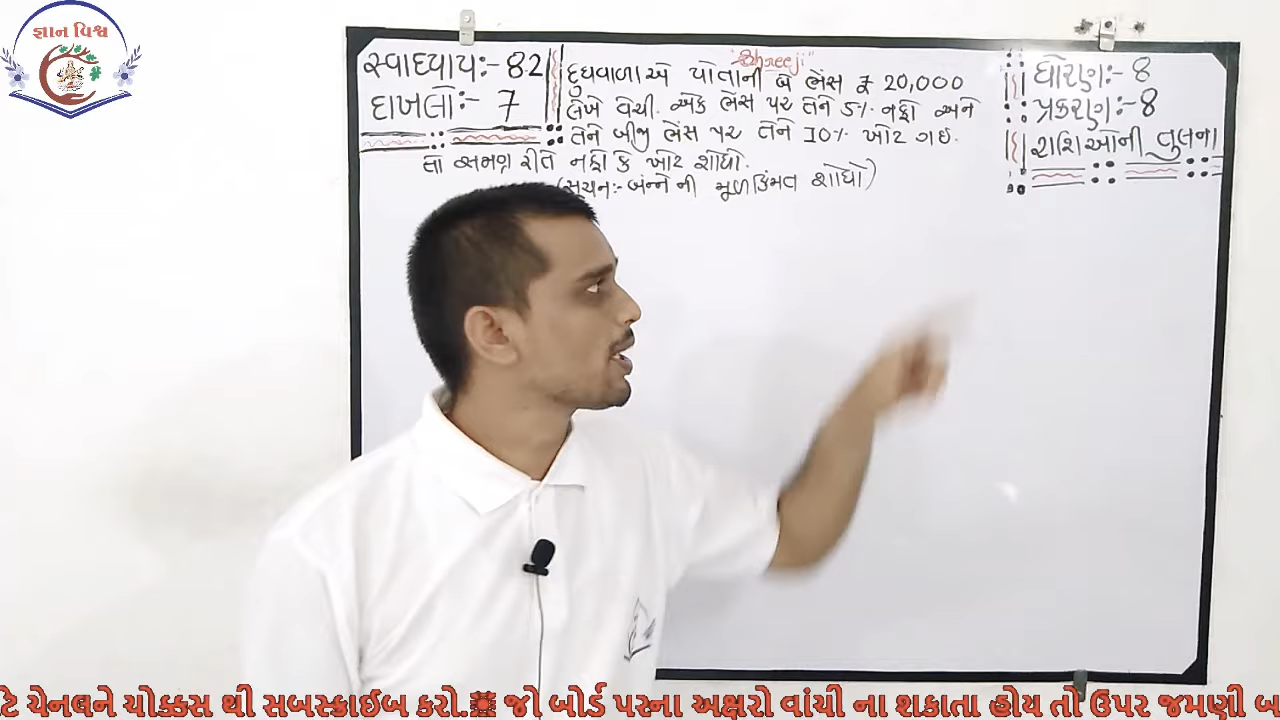 જ્ઞાન વિશ્વ
સ્વાધ્યાય:- 8.2
દાખલો:- 7
"Shreeji"
દુધવાળાએ પોતાની બે ભેંસ ₹ 20,000
લેખે વેચી. એક ભેંસ પર તેને 5% નફો અને
તેને બીજી ભેંસ પર તેને 10% ખોટ ગઇ.
તો સમગ્ર રીતે નફો કે ખોટ શોધો.
(સુચન:- બંન્ને ની મૂળકિંમત શોધો)
ધોરણ:- 8
પ્રકરણ:- 8
રાશિઓની તુલના
ટિ ચેનલને ચોક્કસ થી સબસ્ક્રાઈબ કરો. જો બોર્ડ પરના અક્ષરો વાંચી ના શકાતા હોય તો ઉપર જમણી બા